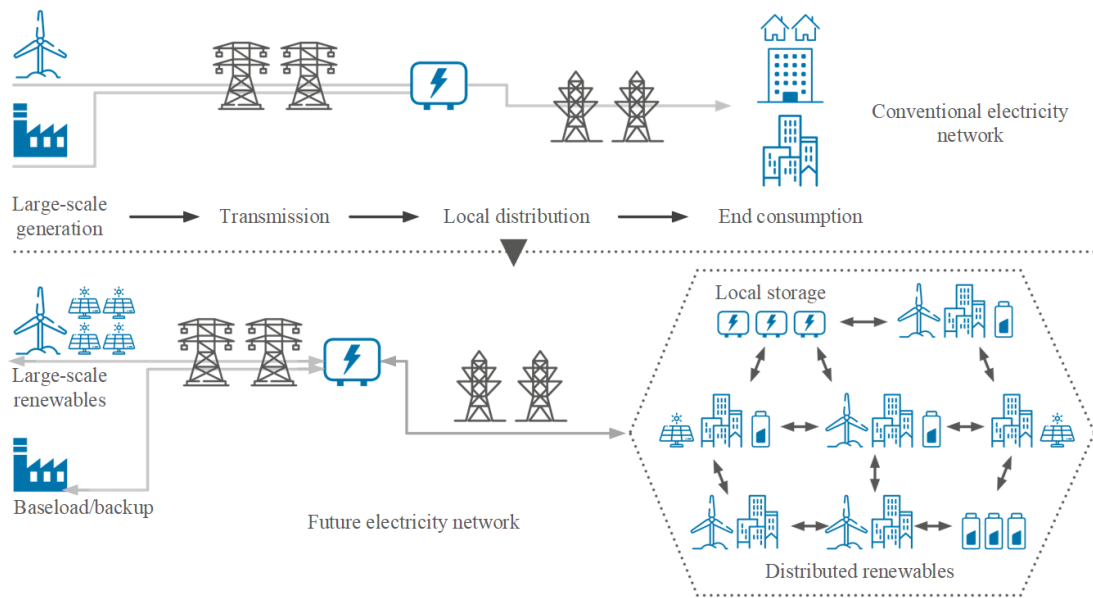 Conventional electricity
network
Large-scale
generation
Transmission
Local distribution
End consumption
Local storage
Large-scale
renewables
Baseload/backup
Future electricity network
Distributed renewables